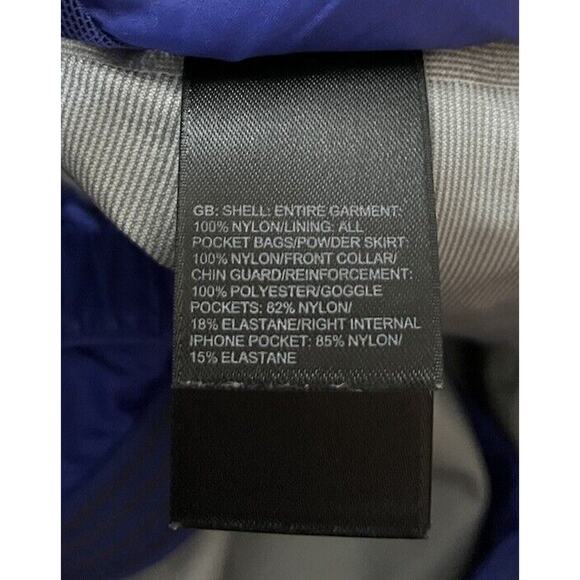 GB: SHELL: ENTIRE GARMENT:
100% NYLON/LINING: ALL
POCKET BAGS/POWDER SKIRT:
100% NYLON/FRONT COLLAR/
CHIN GUARD/REINFORCEMENT:
100% POLYESTER/GOGGLE
POCKETS: 82% NYLON/
18% ELASTANE/RIGHT INTERNAL
IPHONE POCKET: 85% NYLON/
15% ELASTANE